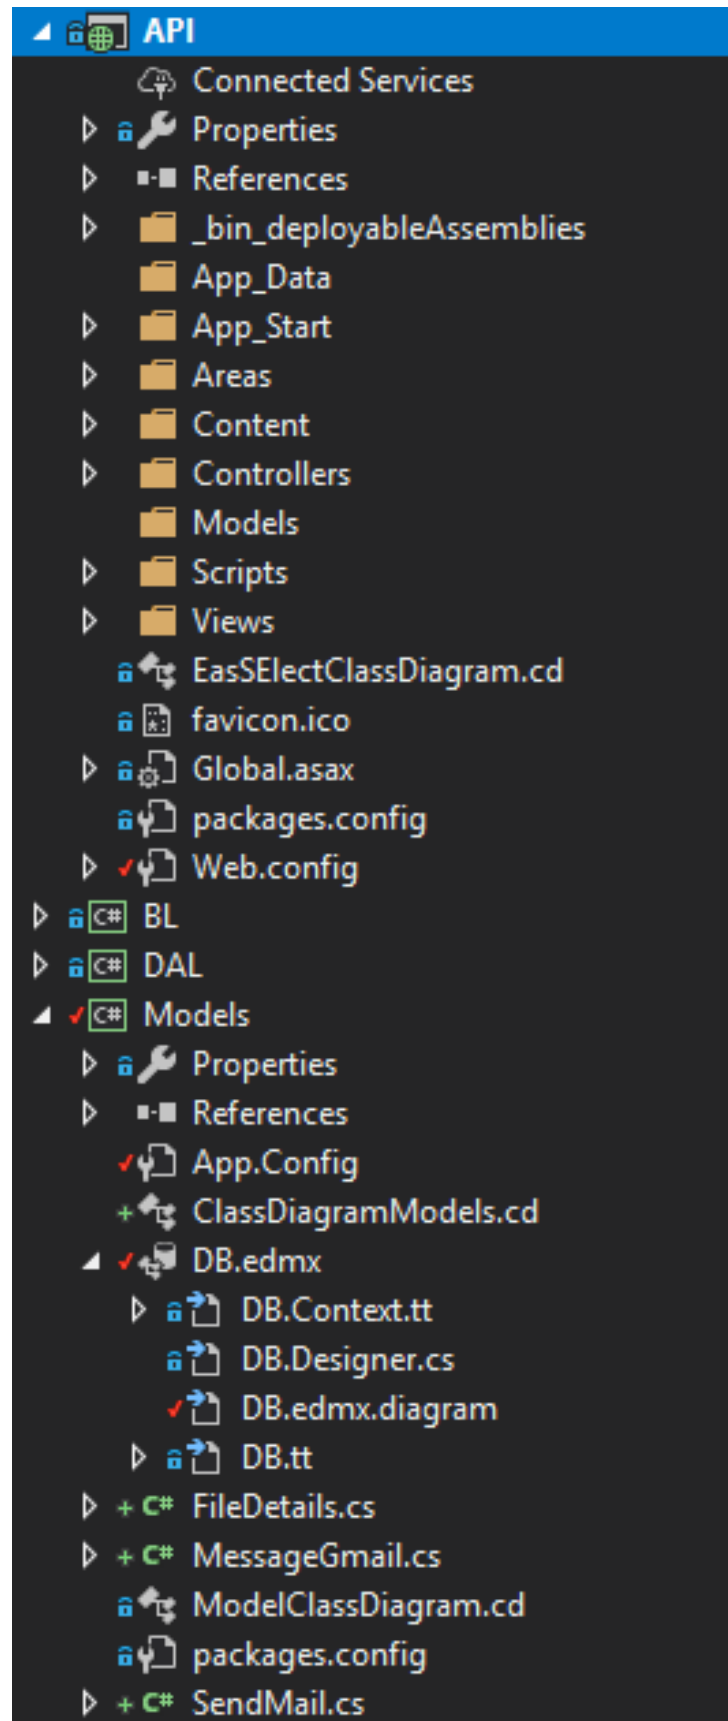 API
Connected Services
Properties
References
_bin_deployableAssemblies
App_Data
App_Start
Areas
Content
Controllers
Models
Scripts
Views
EasSElectClassDiagram.cd
favicon.ico
Global.asax
packages.config
Web.config
C# BL
C# DAL
C# Models
Properties
References
App.Config
ClassDiagramModels.cd
DB.edmx
DB.Context.tt
DB.Designer.cs
DB.edmx.diagram
DB.tt
C# FileDetails.cs
C# MessageGmail.cs
ModelClassDiagram.cd
packages.config
C# SendMail.cs